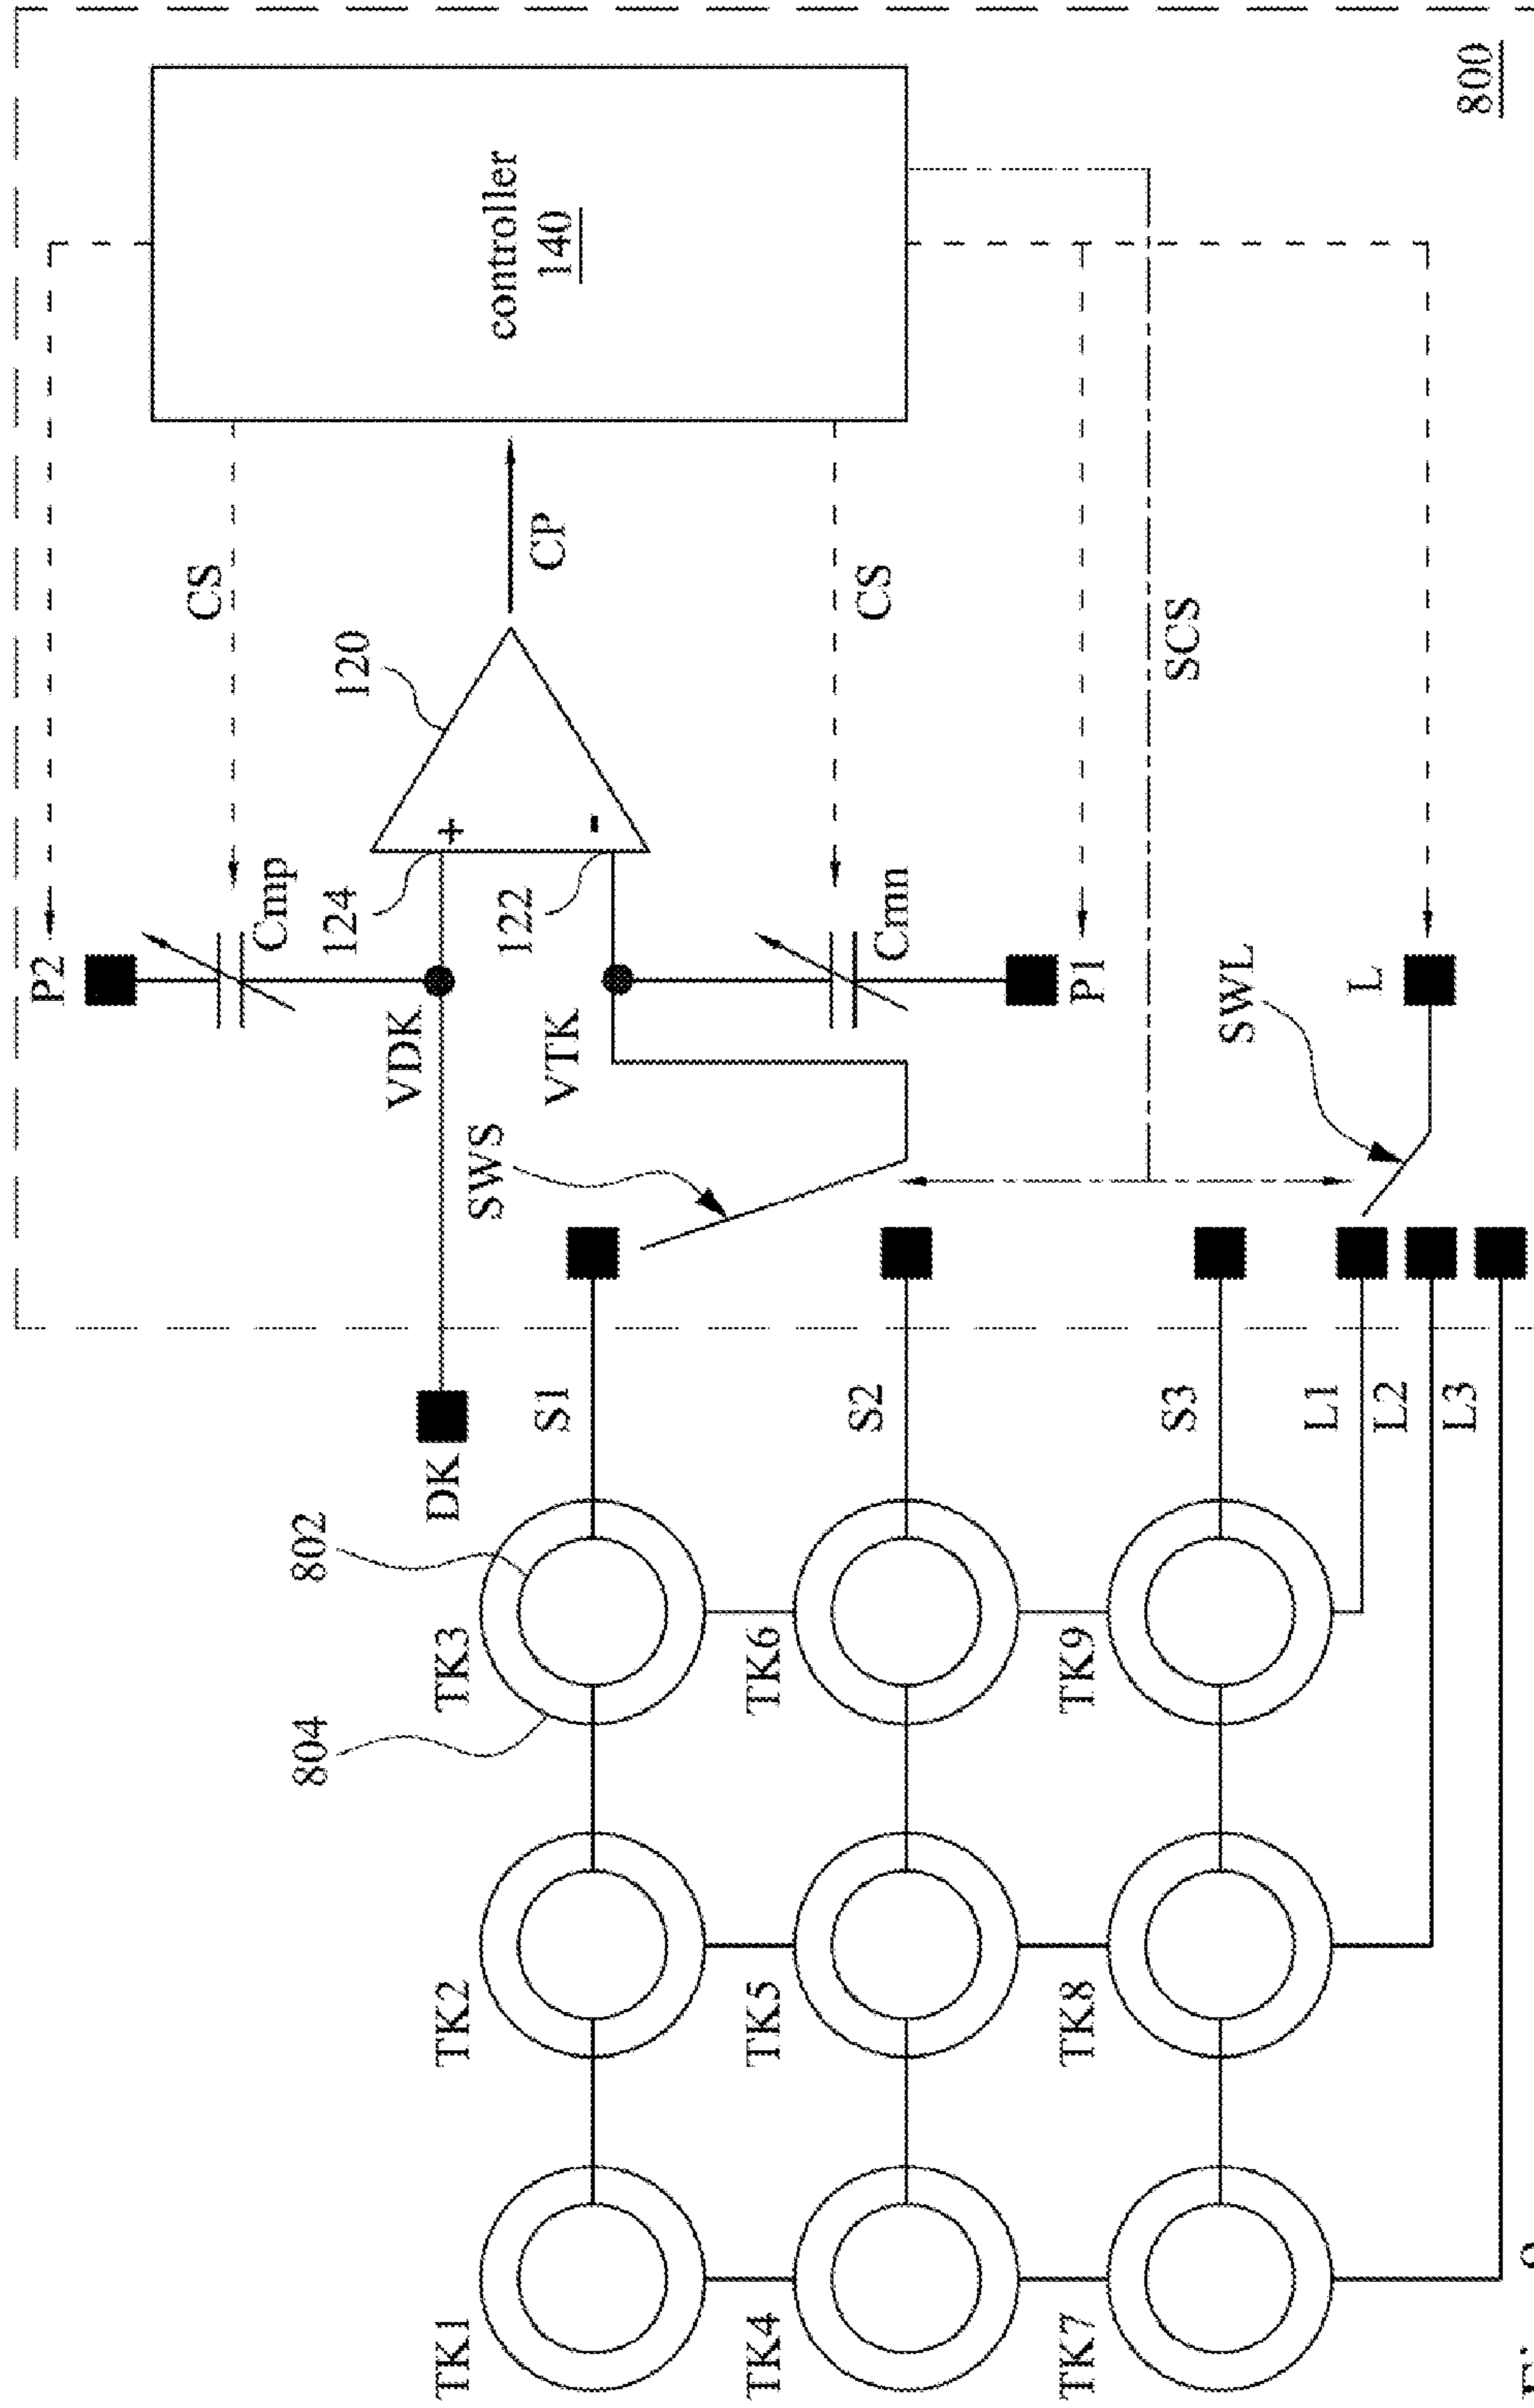 P2
CS
controller
140
Cmp
120
CP
124
+
VDK
DK
122
-
VTK
CS
Cmn
P1
SCS
SWS
SWL
L
800
802
804
TK1
TK2
TK3
S1
TK4
TK5
TK6
S2
TK7
TK8
TK9
S3
L1
L2
L3